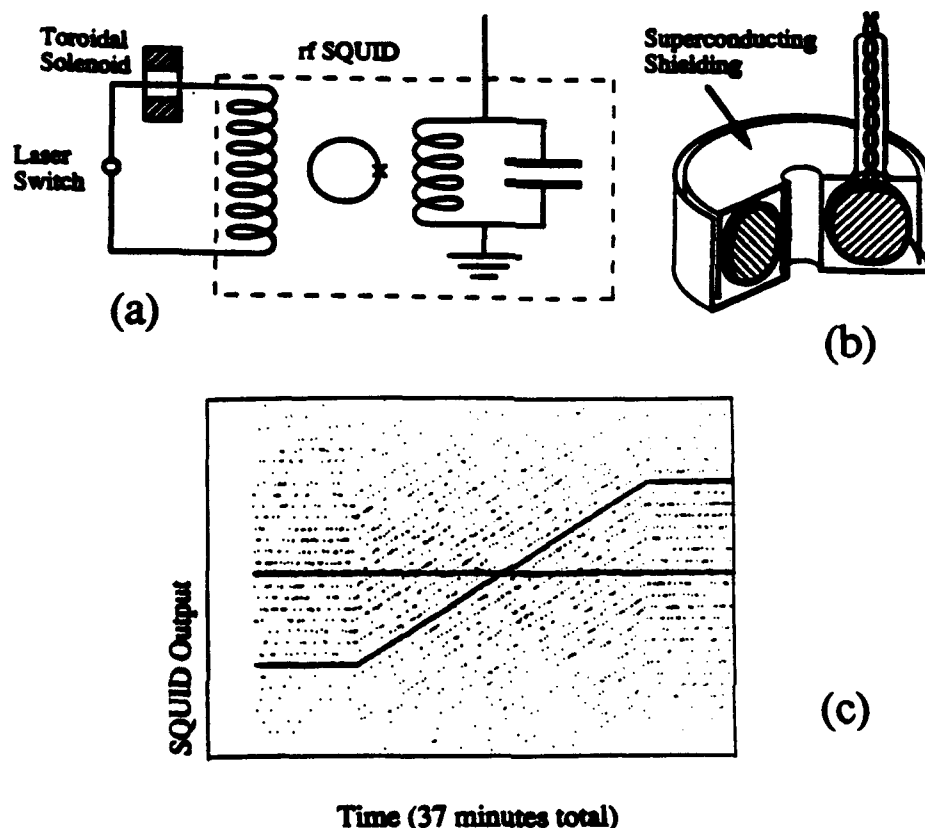 Toroidal
Solenoid
rf SQUID
Laser
Switch
(a)
Superconducting
Shielding
(b)
SQUID Output
(c)
Time (37 minutes total)